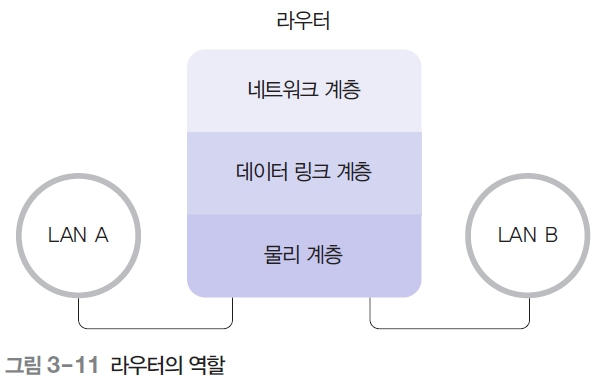 라우터
네트워크 계층
데이터 링크 계층
LAN A
LAN B
물리 계층
그림 3-11 라우터의 역할